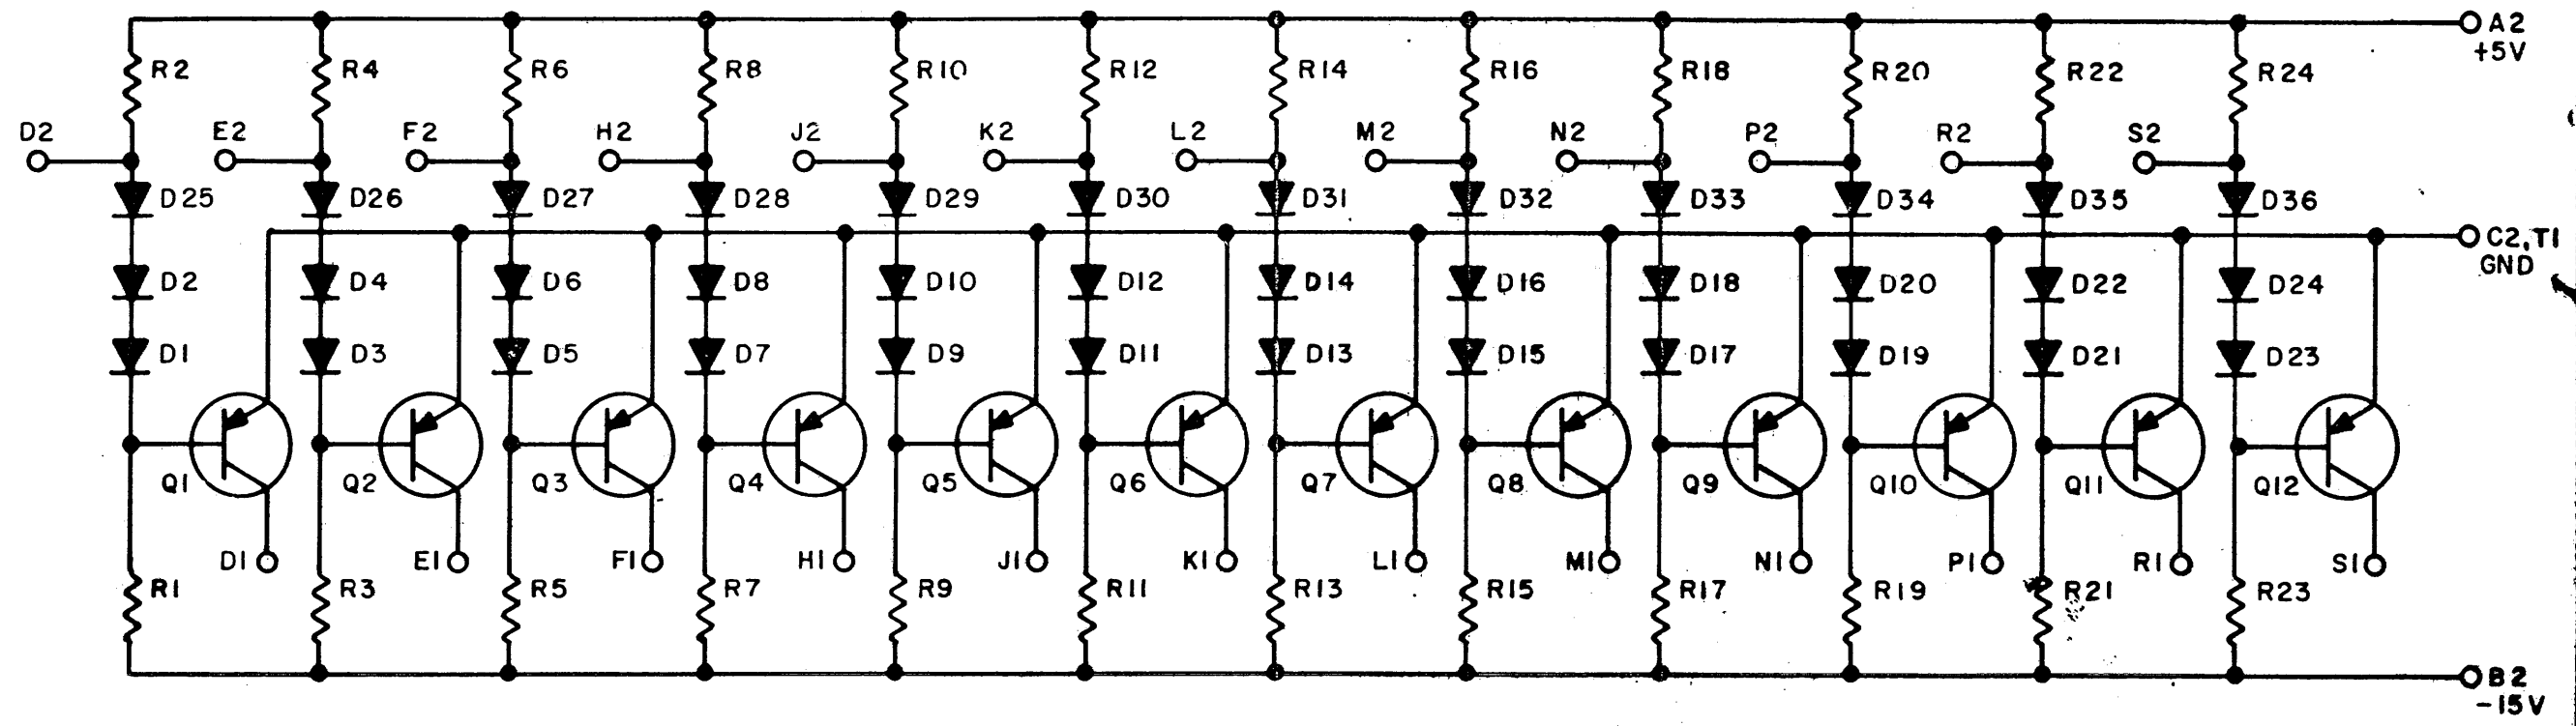 A2
+5V
R2 R4 R6 R8 R10 R12 R14 R16 R18 R20 R22 R24
D2 E2 F2 H2 J2 K2 L2 M2 N2 P2 R2 S2
D25 D26 D27 D28 D29 D30 D31 D32 D33 D34 D35 D36
C2,T1
GND
D2 D4 D6 D8 D10 D12 D14 D16 D18 D20 D22 D24
D1 D3 D5 D7 D9 D11 D13 D15 D17 D19 D21 D23
Q1 Q2 Q3 Q4 Q5 Q6 Q7 Q8 Q9 Q10 Q11 Q12
D1 E1 F1 H1 J1 K1 L1 M1 N1 P1 R1 S1
R1 R3 R5 R7 R9 R11 R13 R15 R17 R19 R21 R23
B2
-15V